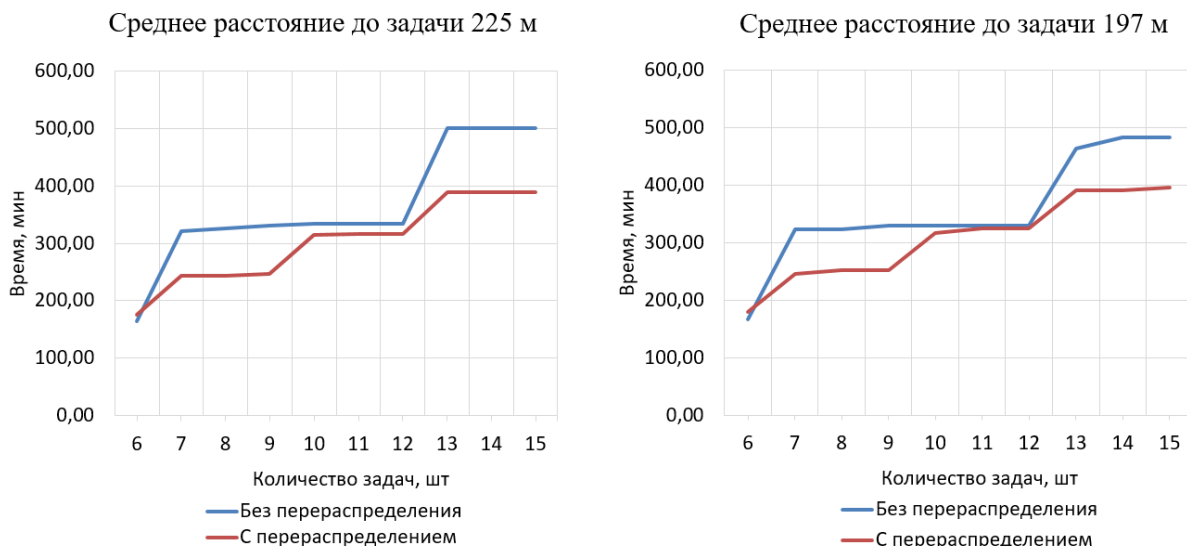 Среднее расстояние до задачи 225 м
600,00
500,00
400,00
300,00
200,00
100,00
0,00
Время, мин
6 7 8 9 10 11 12 13 14 15
Количество задач, шт
Без перераспределения
С перераспределением
Среднее расстояние до задачи 197 м
600,00
500,00
400,00
300,00
200,00
100,00
0,00
Время, мин
6 7 8 9 10 11 12 13 14 15
Количество задач, шт
Без перераспределения
С перераспределением